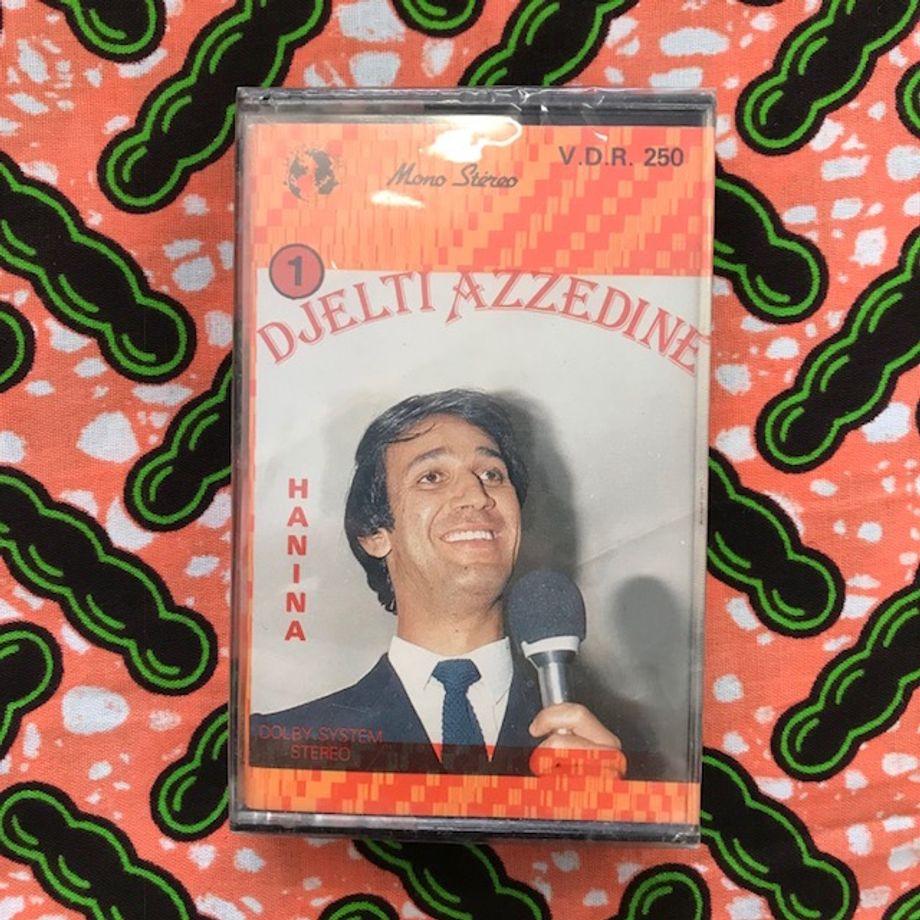 Mono Stéreo
V.D.R. 250
1
DJELTI AZZEDINE
HANINA
DOLBY SYSTEM
STEREO